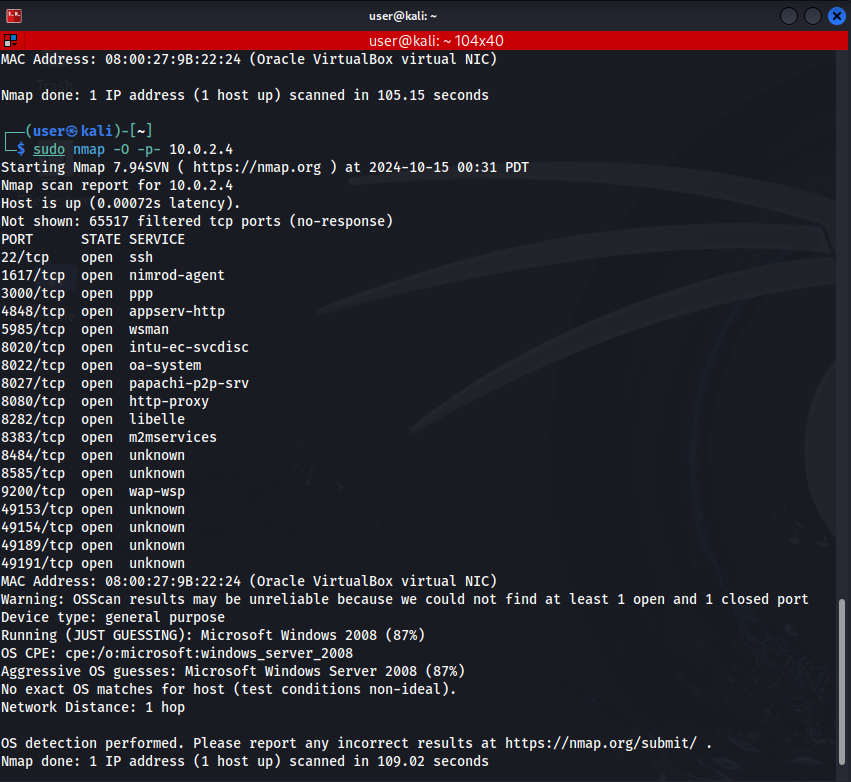 user@kali: ~
user@kali: ~ 104x40
MAC Address: 08:00:27:9B:22:24 (Oracle VirtualBox virtual NIC)
Nmap done: 1 IP address (1 host up) scanned in 105.15 seconds
┌──(user㉿kali)-[~]
└─$ sudo nmap -O -p- 10.0.2.4
Starting Nmap 7.94SVN ( https://nmap.org ) at 2024-10-15 00:31 PDT
Nmap scan report for 10.0.2.4
Host is up (0.00072s latency).
Not shown: 65517 filtered tcp ports (no-response)
PORT      STATE SERVICE
22/tcp    open  ssh
1617/tcp  open  nimrod-agent
3000/tcp  open  ppp
4848/tcp  open  appserv-http
5985/tcp  open  wsman
8020/tcp  open  intu-ec-svcdisc
8022/tcp  open  oa-system
8027/tcp  open  papachi-p2p-srv
8080/tcp  open  http-proxy
8282/tcp  open  libelle
8383/tcp  open  m2mservices
8484/tcp  open  unknown
8585/tcp  open  unknown
9200/tcp  open  wap-wsp
49153/tcp open  unknown
49154/tcp open  unknown
49189/tcp open  unknown
49191/tcp open  unknown
MAC Address: 08:00:27:9B:22:24 (Oracle VirtualBox virtual NIC)
Warning: OSScan results may be unreliable because we could not find at least 1 open and 1 closed port
Device type: general purpose
Running (JUST GUESSING): Microsoft Windows 2008 (87%)
OS CPE: cpe:/o:microsoft:windows_server_2008
Aggressive OS guesses: Microsoft Windows Server 2008 (87%)
No exact OS matches for host (test conditions non-ideal).
Network Distance: 1 hop
OS detection performed. Please report any incorrect results at https://nmap.org/submit/ .
Nmap done: 1 IP address (1 host up) scanned in 109.02 seconds